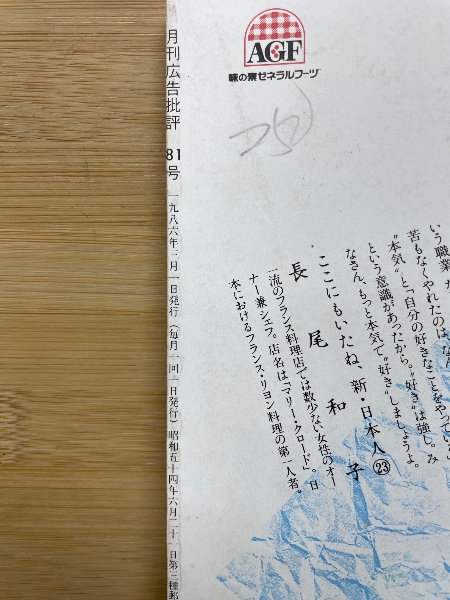 AGF
味の素ゼネラルフーヅ
月刊広告批評 81号 一九八六年二月一日発行(毎月一回一日発行)昭和五十四年六月二十一日第三種郵
いう職業
苦もなくやれたのは、なん
“本気”と「自分の好きなことをやってい
という意識があったから。“好き”は強し。み
なさん、もっと本気で“好き”しましょうよ。
ここにもいたね、新・日本人㉓
長尾和子
一流のフランス料理店では数少ない女性のオー
ナー兼シェフ。店名は「マリー・クロード」。日
本におけるフランス・リヨン料理の第一人者。